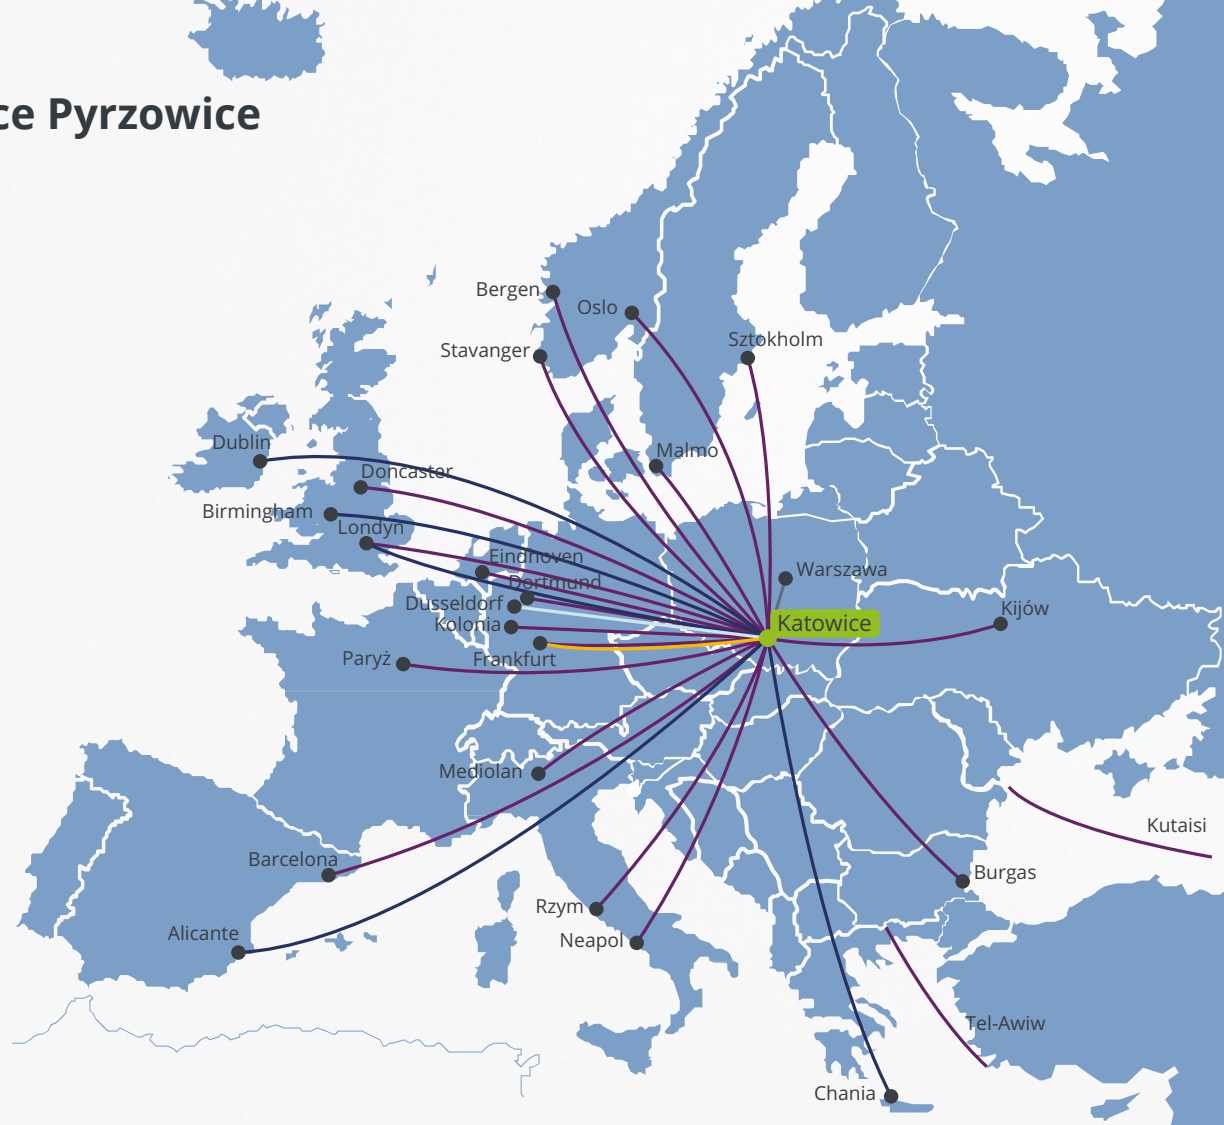 ce Pyrzowice
Bergen
Oslo
Sztokholm
Stavanger
Dublin
Malmo
Doncaster
Birmingham
Londyn
Eindhoven
Warszawa
Dortmund
Dusseldorf
Kijów
Kolonia
Katowice
Paryż
Frankfurt
Mediolan
Kutaisi
Barcelona
Burgas
Rzym
Alicante
Neapol
Tel-Awiw
Chania